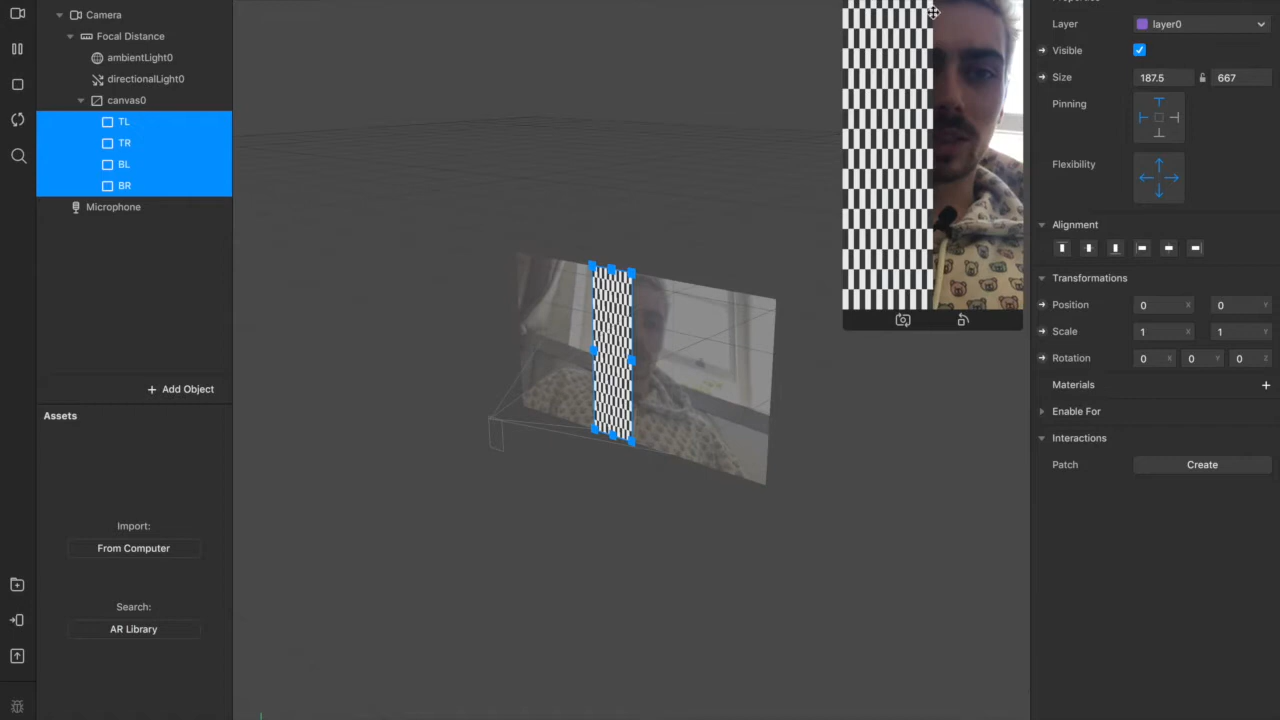 Camera
Focal Distance
ambientLight0
directionalLight0
canvas0
TL
TR
BL
BR
Microphone
+ Add Object
Assets
Import:
From Computer
Search:
AR Library
Layer layer0
Visible
Size 187.5 667
Pinning
Flexibility
Alignment
Transformations
Position 0 X 0 Y
Scale 1 X 1 Y
Rotation 0 X 0 Y 0 Z
Materials +
Enable For
Interactions
Patch Create